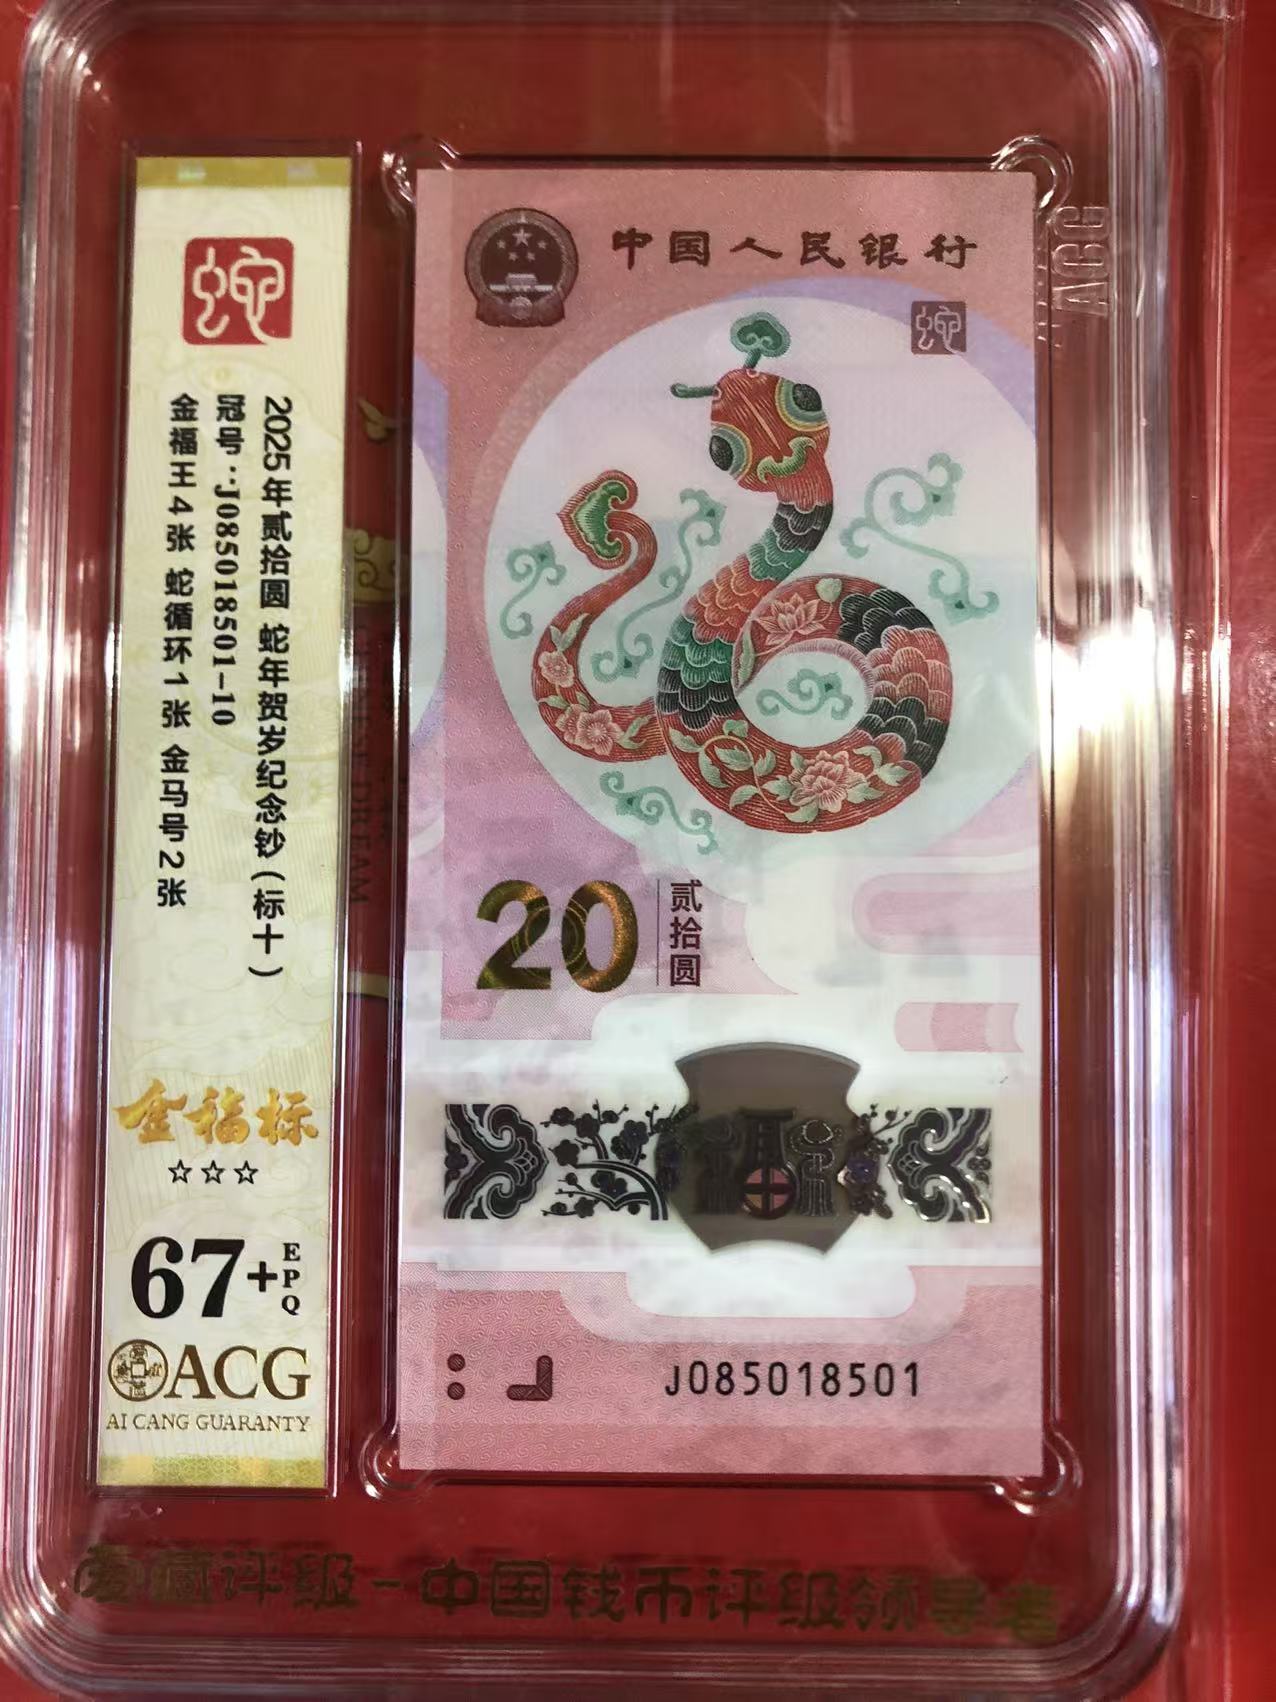 蛇
2025年贰拾圆 蛇年贺岁纪念钞(标十)
冠号:J085018501-10
金福王4张 蛇循环1张 金马号2张
金福标
☆☆☆
67+EPQ
ACG
AI CANG GUARANTY
中国人民银行
蛇
20
贰拾圆
J085018501
ACG
爱藏评级-中国钱币评级领导者